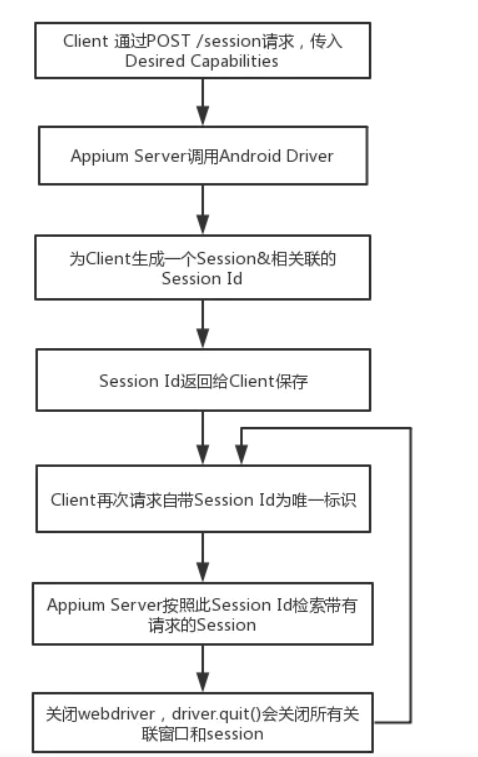 Client 通过POST /session请求，传入
Desired Capabilities
Appium Server调用Android Driver
为Client生成一个Session&相关联的
Session Id
Session Id返回给Client保存
Client再次请求自带Session Id为唯一标识
Appium Server按照此Session Id检索带有
请求的Session
关闭webdriver，driver.quit()会关闭所有关
联窗口和session